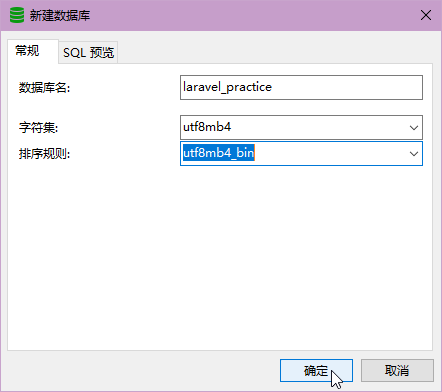 新建数据库
常规 SQL 预览
数据库名: laravel_practice
字符集: utf8mb4
排序规则: utf8mb4_bin
确定 取消